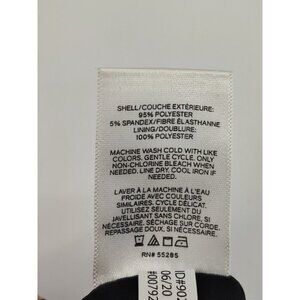 SHELL/COUCHE EXTÉRIEURE:
95% POLYESTER
5% SPANDEX/FIBRE ÉLASTHANNE
LINING/DOUBLURE:
100% POLYESTER
MACHINE WASH COLD WITH LIKE
COLORS. GENTLE CYCLE. ONLY
NON-CHLORINE BLEACH WHEN
NEEDED. LINE DRY. COOL IRON IF
NEEDED.
LAVER À LA MACHINE À L'EAU
FROIDE AVEC COULEURS
SIMILAIRES. CYCLE DÉLICAT.
UTILISEZ SEULEMENT DU
JAVELLISANT SANS CHLORE, SI
NÉCESSAIRE. SÉCHAGE SUR CORDE.
REPASSAGE DOUX, SI NÉCESSAIRE.
RN# 55285
ID#90
06/20
#0079